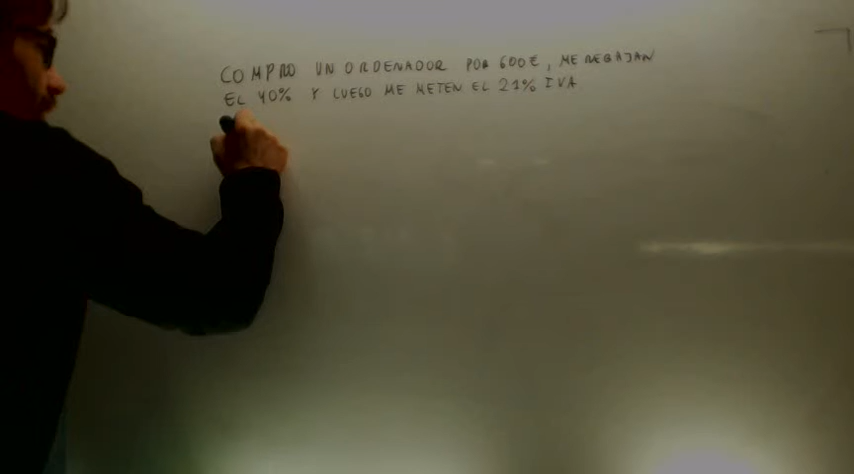 COMPRO UN ORDENADOR POR 600€, ME REBAJAN
EL 40% Y LUEGO ME METEN EL 21% IVA